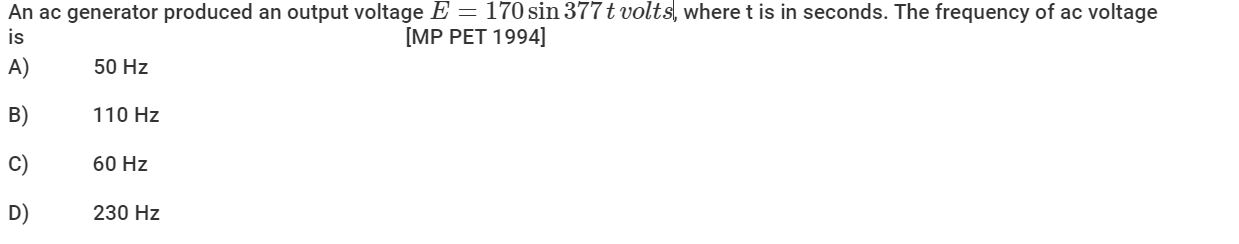 An ac generator produced an output voltage E = 170 sin 377 t volts, where t is in seconds. The frequency of ac voltage
is [MP PET 1994]
A) 50 Hz
B) 110 Hz
C) 60 Hz
D) 230 Hz